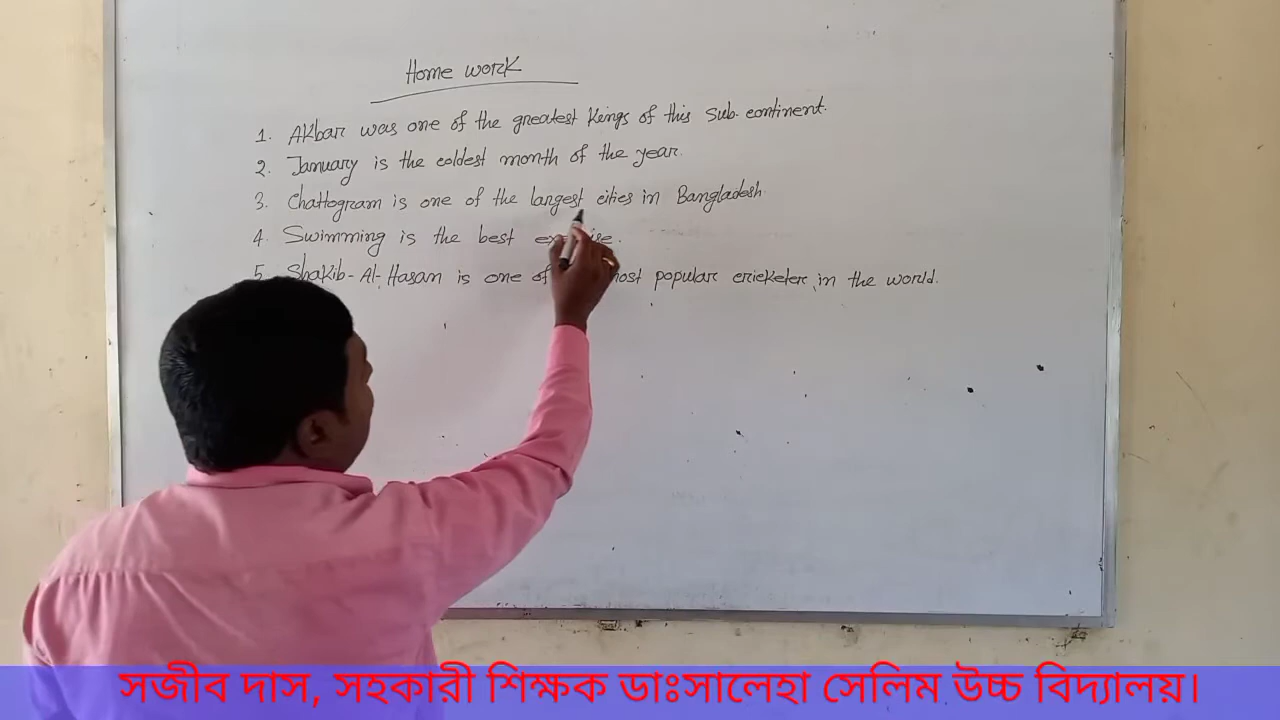 Home work
1. Akbar was one of the greatest kings of this sub-continent.
2. January is the coldest month of the year.
3. Chattogram is one of the largest cities in Bangladesh
4. Swimming is the best
5. Shakib-Al-Hasan is one of most popular cricketer in the world.
সজীব দাস, সহকারী শিক্ষক ডাঃসালেহা সেলিম উচ্চ বিদ্যালয়।